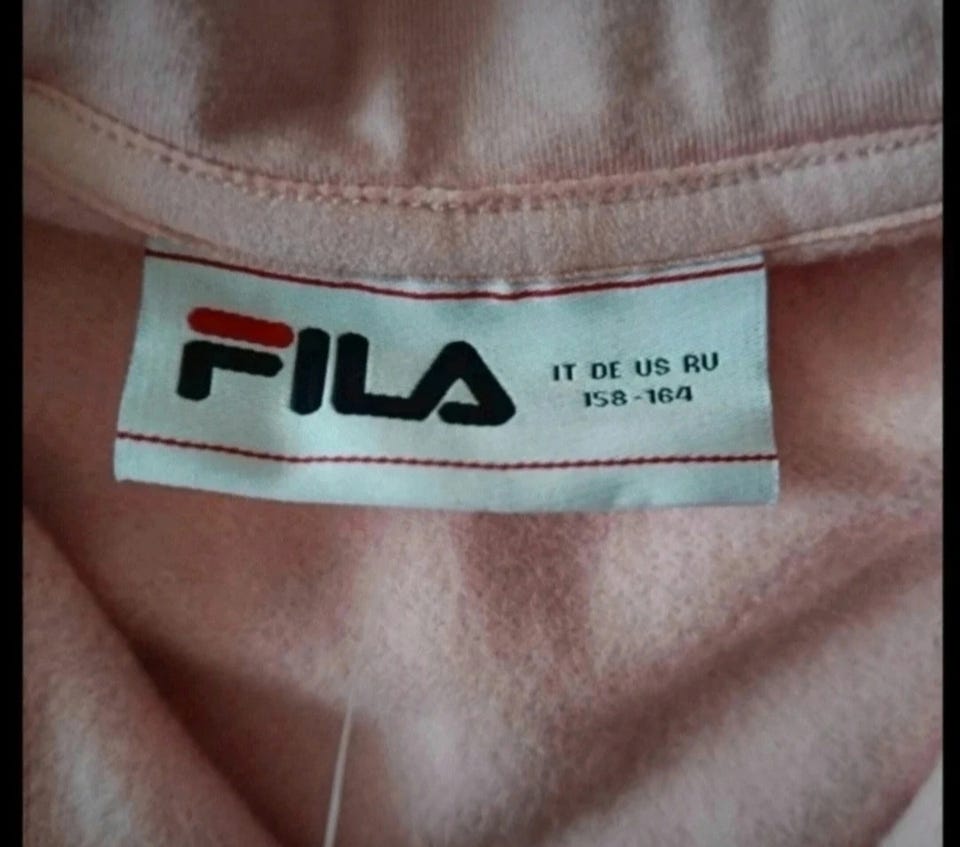 FILA
IT DE US RU
158-164